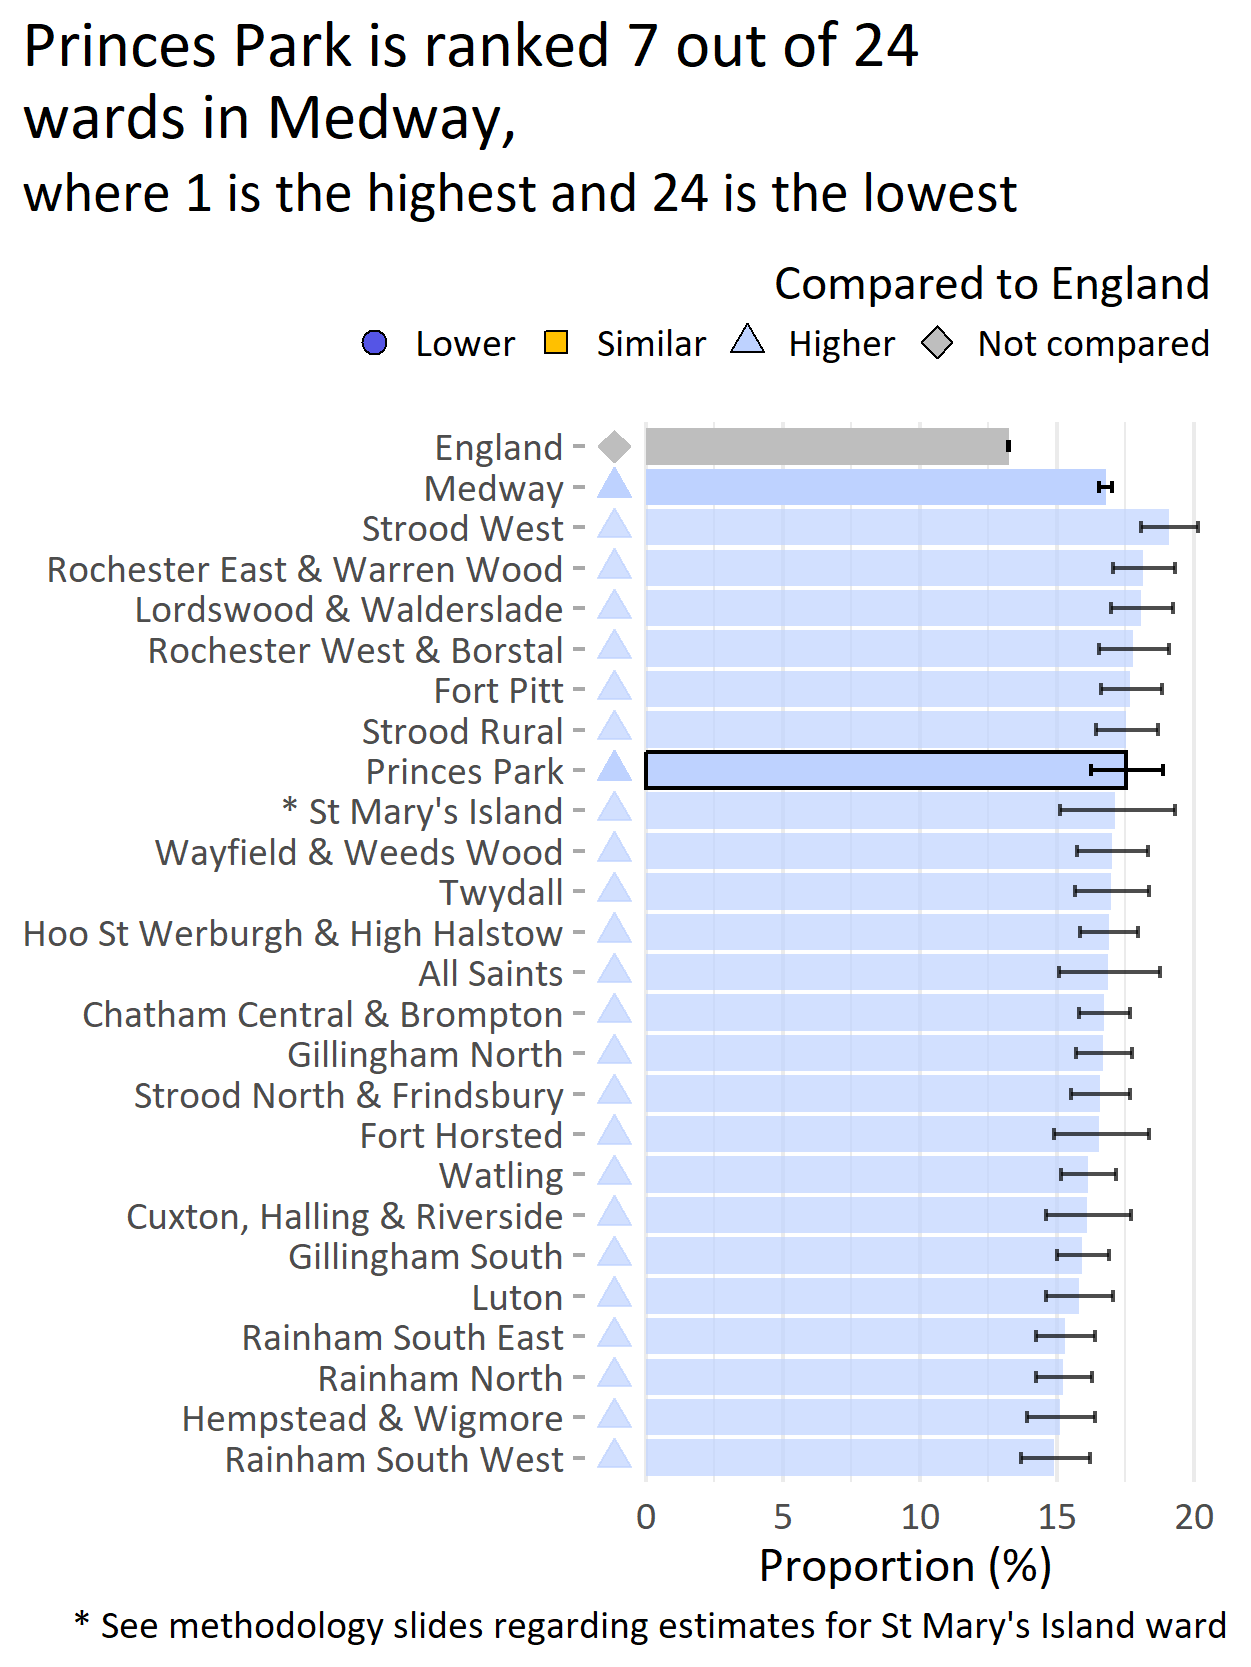 Princes Park is ranked 7 out of 24
wards in Medway,
where 1 is the highest and 24 is the lowest
Compared to England
Lower Similar Higher Not compared
England
Medway
Strood West
Rochester East & Warren Wood
Lordswood & Walderslade
Rochester West & Borstal
Fort Pitt
Strood Rural
Princes Park
* St Mary's Island
Wayfield & Weeds Wood
Twydall
Hoo St Werburgh & High Halstow
All Saints
Chatham Central & Brompton
Gillingham North
Strood North & Frindsbury
Fort Horsted
Watling
Cuxton, Halling & Riverside
Gillingham South
Luton
Rainham South East
Rainham North
Hempstead & Wigmore
Rainham South West
0 5 10 15 20
Proportion (%)
* See methodology slides regarding estimates for St Mary's Island ward